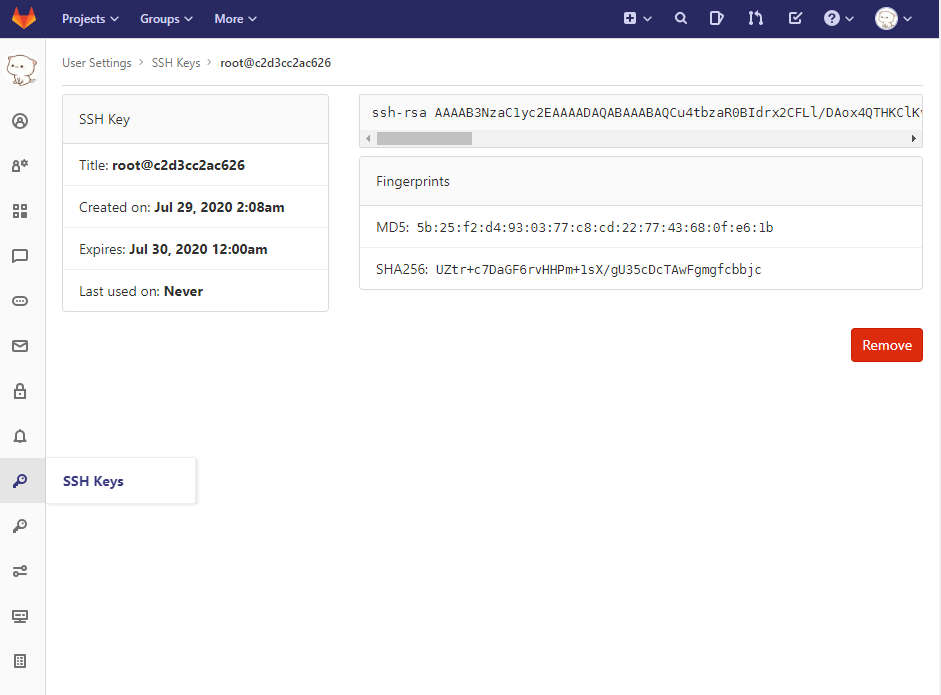 Projects Groups More
User Settings > SSH Keys > root@c2d3cc2ac626
SSH Key
Title: root@c2d3cc2ac626
Created on: Jul 29, 2020 2:08am
Expires: Jul 30, 2020 12:00am
Last used on: Never
ssh-rsa AAAAB3NzaC1yc2EAAAADAQABAAABAQCu4tbzaR0BIdrx2CFLl/DAox4QTHKClK
Fingerprints
MD5: 5b:25:f2:d4:93:03:77:c8:cd:22:77:43:68:0f:e6:1b
SHA256: UZtr+c7DaGF6rvHHPm+1sX/gU35cDcTAwFgmgfcbbjc
Remove
SSH Keys